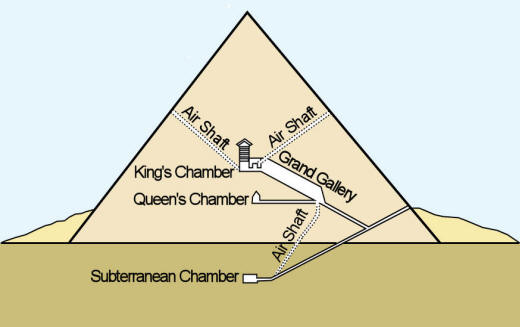 Air Shaft
Air Shaft
King's Chamber
Grand Gallery
Queen's Chamber
Air Shaft
Subterranean Chamber